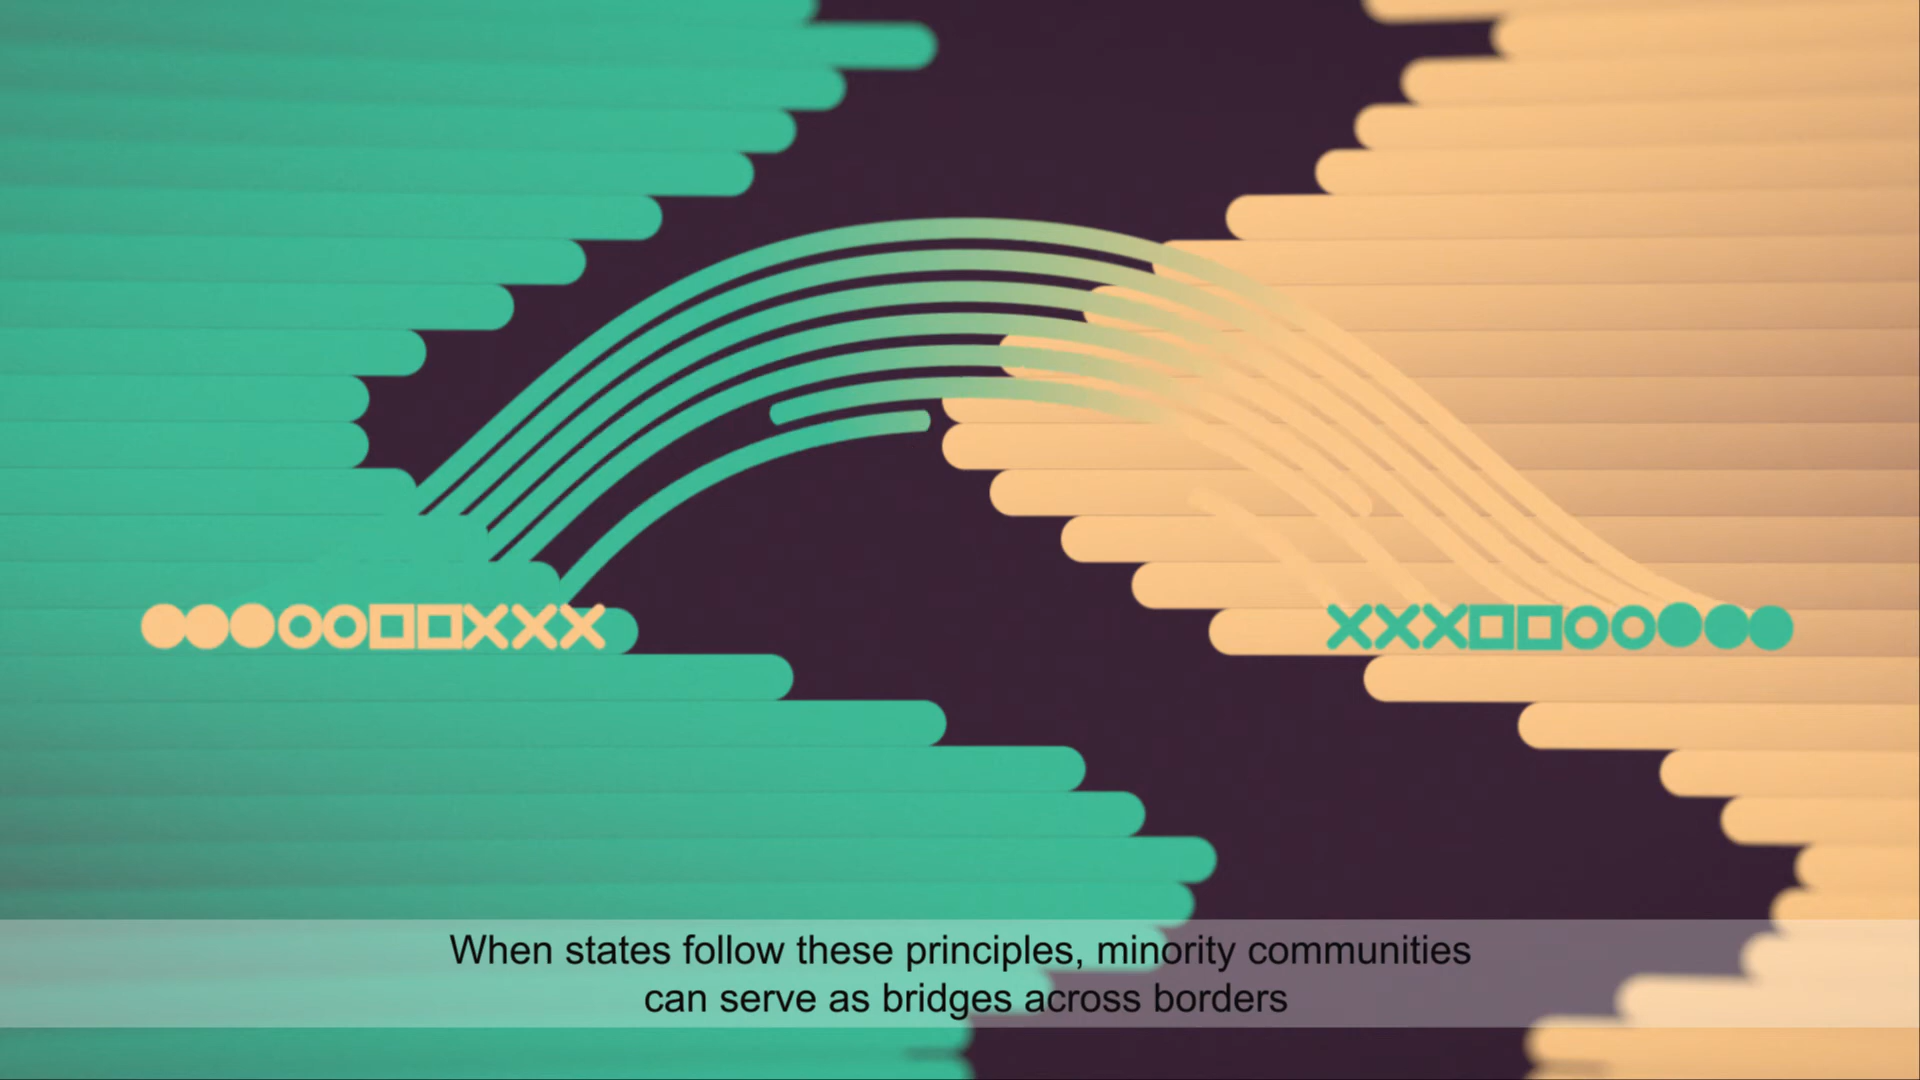 When states follow these principles, minority communities
can serve as bridges across borders